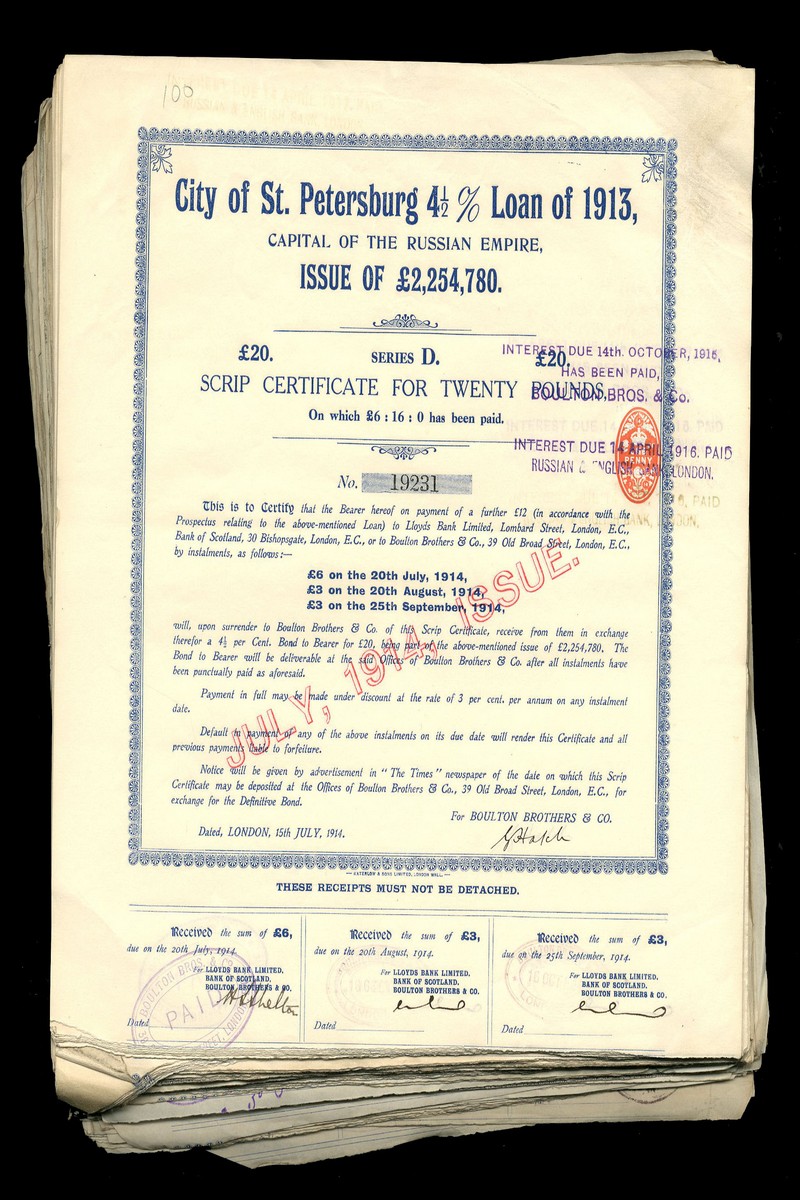 100
City of St. Petersburg 4½ % Loan of 1913,
CAPITAL OF THE RUSSIAN EMPIRE,
ISSUE OF £2,254,780.
£20. SERIES D. £20.
INTEREST DUE 14th. OCTOBER, 1915,
HAS BEEN PAID,
BOULTON BROS. & Co.
SCRIP CERTIFICATE FOR TWENTY POUNDS,
On which £6 : 16 : 0 has been paid.
INTEREST DUE 14 APRIL 1916. PAID
RUSSIAN & ENGLISH BANK, LONDON.
PENNY
No. 19231
This is to Certify that the Bearer hereof on payment of a further £12 (in accordance with the
Prospectus relating to the above-mentioned Loan) to Lloyds Bank Limited, Lombard Street, London, E.C.,
Bank of Scotland, 30 Bishopsgate, London, E.C., or to Boulton Brothers & Co., 39 Old Broad Street, London, E.C.,
by instalments, as follows:—
£6 on the 20th July, 1914,
£3 on the 20th August, 1914,
£3 on the 25th September, 1914,
will, upon surrender to Boulton Brothers & Co. of this Scrip Certificate, receive from them in exchange
therefor a 4½ per Cent. Bond to Bearer for £20, being part of the above-mentioned issue of £2,254,780. The
Bond to Bearer will be deliverable at the said Offices of Boulton Brothers & Co. after all instalments have
been punctually paid as aforesaid.
JULY, 1914, ISSUE.
Payment in full may be made under discount at the rate of 3 per cent. per annum on any instalment
date.
Default in payment of any of the above instalments on its due date will render this Certificate and all
previous payments liable to forfeiture.
Notice will be given by advertisement in "The Times" newspaper of the date on which this Scrip
Certificate may be deposited at the Offices of Boulton Brothers & Co., 39 Old Broad Street, London, E.C., for
exchange for the Definitive Bond.
For BOULTON BROTHERS & CO.
Dated, LONDON, 15th JULY, 1914.
WATERLOW & SONS LIMITED, LONDON WALL.
THESE RECEIPTS MUST NOT BE DETACHED.
Received the sum of £6,
due on the 20th July, 1914
For LLOYDS BANK LIMITED.
BANK OF SCOTLAND.
BOULTON BROTHERS & CO.
BOULTON BROS. & Co
PAID
Dated
Received the sum of £3,
due on the 20th August, 1914.
For LLOYDS BANK LIMITED.
BANK OF SCOTLAND.
BOULTON BROTHERS & CO.
Dated
Received the sum of £3,
due on the 25th September, 1914.
For LLOYDS BANK LIMITED.
BANK OF SCOTLAND.
BOULTON BROTHERS & CO.
Dated